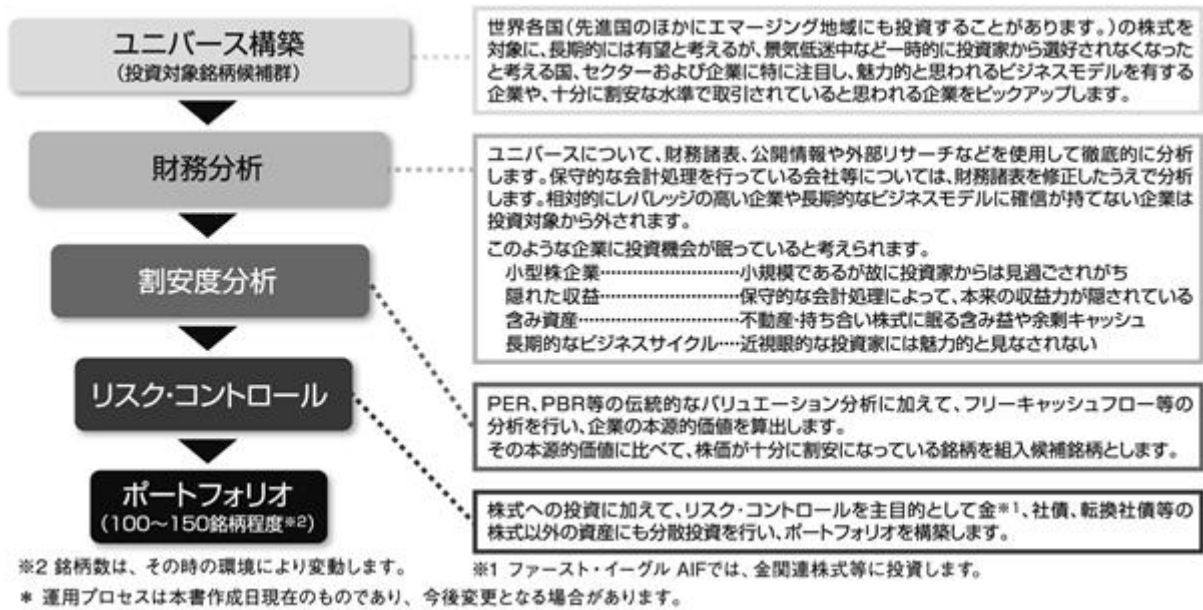 ユニバース構築
(投資対象銘柄候補群)
世界各国(先進国のほかにエマージング地域にも投資することがあります。)の株式を
対象に、長期的には有望と考えるが、景気低迷中など一時的に投資家から選好されなくなった
と考える国、セクターおよび企業に特に注目し、魅力的と思われるビジネスモデルを有する
企業や、十分に割安な水準で取引されていると思われる企業をピックアップします。
財務分析
ユニバースについて、財務諸表、公開情報や外部リサーチなどを使用して徹底的に分析
します。保守的な会計処理を行っている会社等については、財務諸表を修正したうえで分析
します。相対的にレバレッジの高い企業や長期的なビジネスモデルに確信が持てない企業は
投資対象から外されます。
このような企業に投資機会が眠っていると考えられます。
小型株企業…………………………小規模であるが故に投資家からは見過ごされがち
隠れた収益…………………………保守的な会計処理によって、本来の収益力が隠されている
含み資産……………………………不動産・持ち合い株式に眠る含み益や余剰キャッシュ
長期的なビジネスサイクル‥‥近視眼的な投資家には魅力的と見なされない
割安度分析
PER、PBR等の伝統的なバリュエーション分析に加えて、フリーキャッシュフロー等の
分析を行い、企業の本源的価値を算出します。
その本源的価値に比べて、株価が十分に割安になっている銘柄を組入候補銘柄とします。
リスク・コントロール
株式への投資に加えて、リスク・コントロールを主目的として金※1、社債、転換社債等の
株式以外の資産にも分散投資を行い、ポートフォリオを構築します。
ポートフォリオ
(100〜150銘柄程度※2)
※2 銘柄数は、その時の環境により変動します。
※1 ファースト・イーグル AIFでは、金関連株式等に投資します。
* 運用プロセスは本書作成日現在のものであり、今後変更となる場合があります。